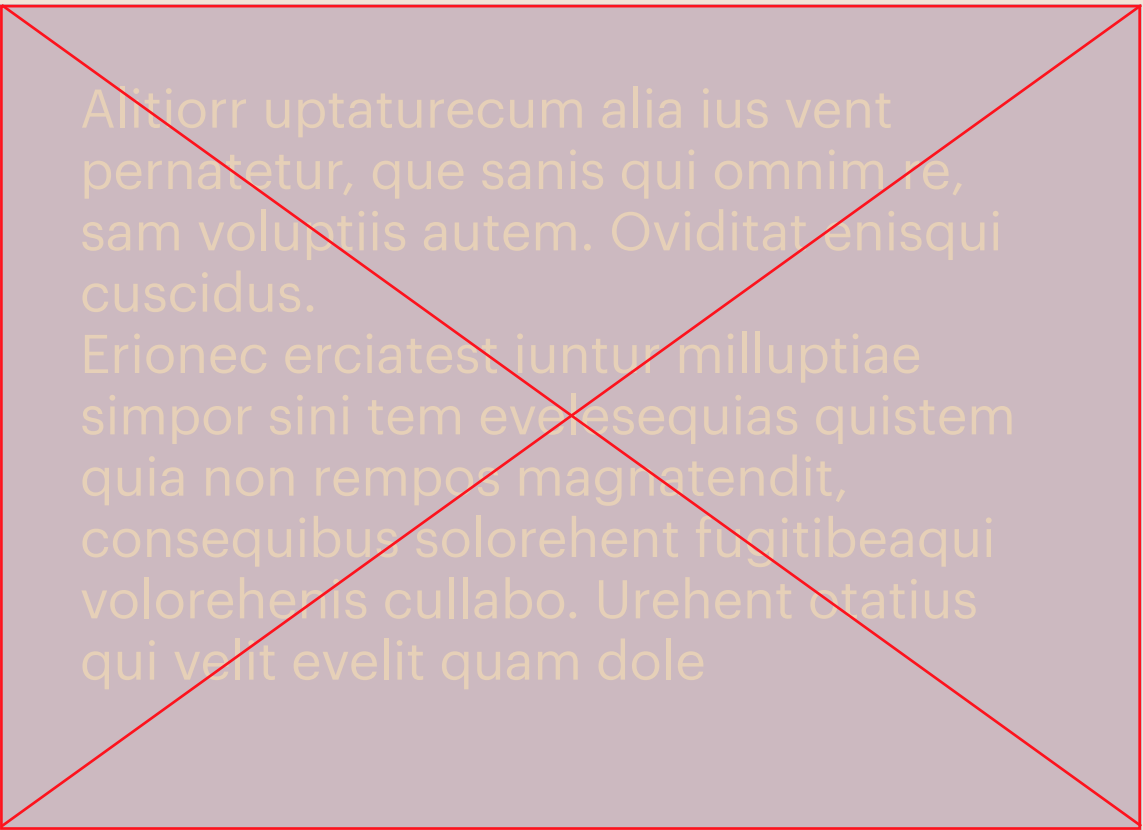 Alitiorr uptaturecum alia ius vent
pernatetur, que sanis qui omnim re,
sam voluptiis autem. Oviditat enisqui
cuscidus.
Erionec erciatest iuntur milluptiae
simpor sini tem evelesequias quistem
quia non rempos magnatendit,
consequibus solorehent fugitibeaqui
volorehenis cullabo. Urehent otatius
qui velit evelit quam dole